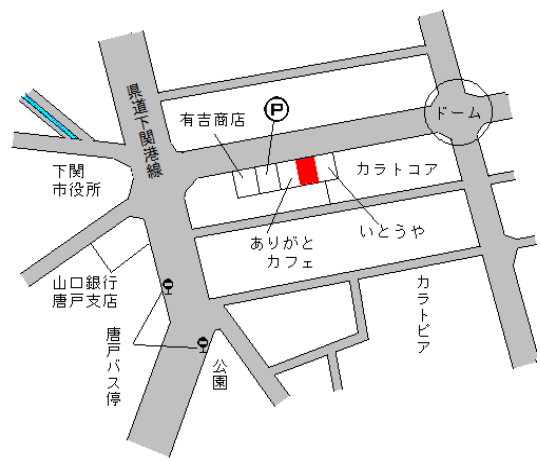 県道下関港線
有吉商店
P
ドーム
下関
市役所
カラトコア
ありがと
カフェ
いとうや
山口銀行
唐戸支店
唐戸バス停
公園
カラトピア